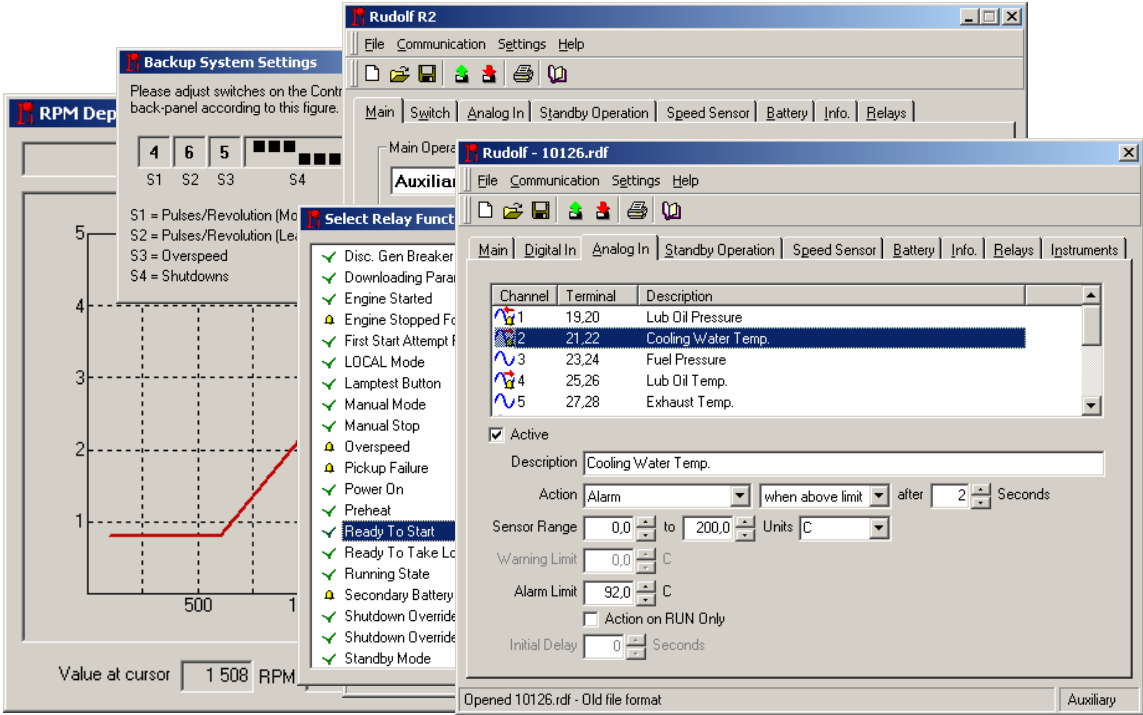 Rudolf R2
File Communication Settings Help
Main Switch Analog In Standby Operation Speed Sensor Battery Info. Relays
Main Opera
Auxilia
Backup System Settings
Please adjust switches on the Contr
back-panel according to this figure.
4 6 5
S1 S2 S3 S4
S1 = Pulses/Revolution (Mo
S2 = Pulses/Revolution (Lea
S3 = Overspeed
S4 = Shutdowns
RPM Dep
5
4
3
2
1
500 1
Value at cursor 1 508 RPM
Select Relay Funct
Disc. Gen Breaker
Downloading Para
Engine Started
Engine Stopped Fo
First Start Attempt F
LOCAL Mode
Lamptest Button
Manual Mode
Manual Stop
Overspeed
Pickup Failure
Power On
Preheat
Ready To Start
Ready To Take Lo
Running State
Secondary Battery
Shutdown Override
Shutdown Override
Standby Mode
Rudolf - 10126.rdf
File Communication Settings Help
Main Digital In Analog In Standby Operation Speed Sensor Battery Info. Relays Instruments
Channel Terminal Description
1 19,20 Lub Oil Pressure
2 21,22 Cooling Water Temp.
3 23,24 Fuel Pressure
4 25,26 Lub Oil Temp.
5 27,28 Exhaust Temp.
Active
Description Cooling Water Temp.
Action Alarm when above limit after 2 Seconds
Sensor Range 0,0 to 200,0 Units C
Warning Limit 0,0 C
Alarm Limit 92,0 C
Action on RUN Only
Initial Delay 0 Seconds
Opened 10126.rdf - Old file format Auxiliary